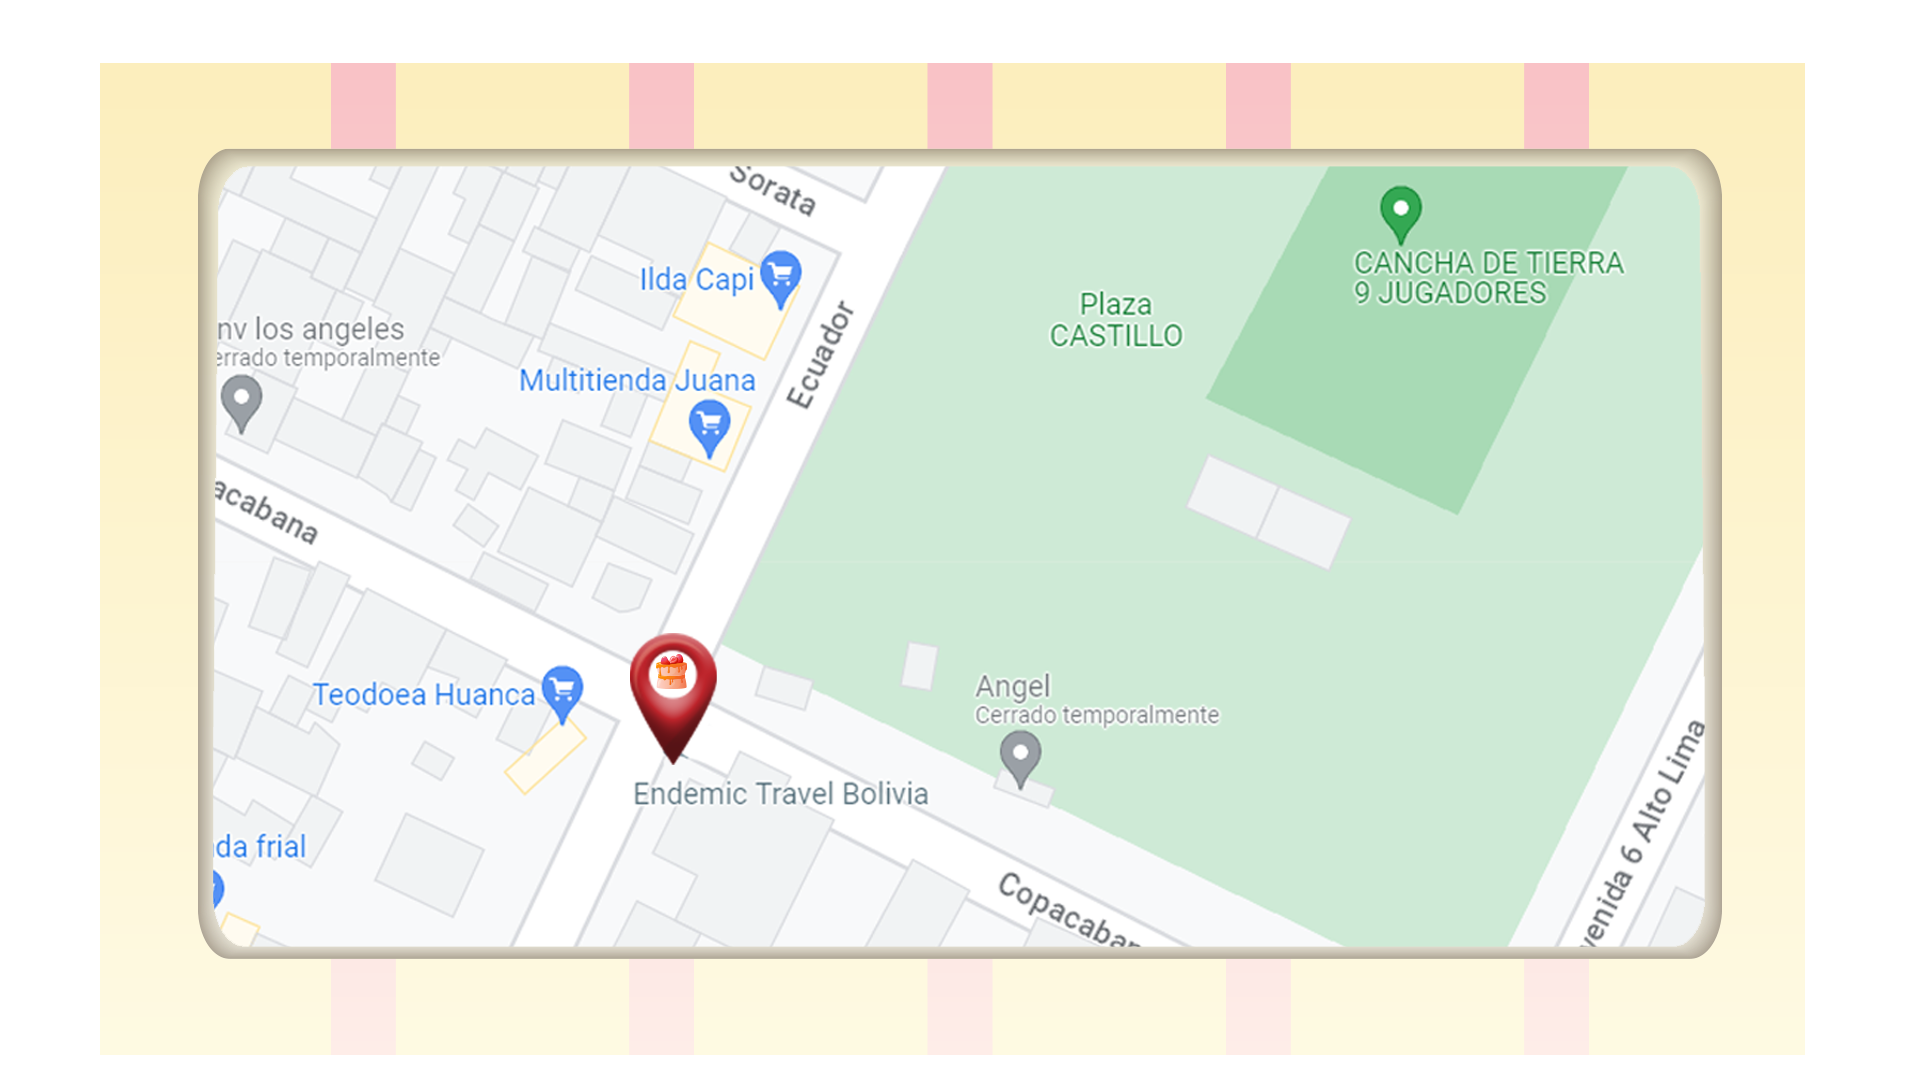 Sorata
Ilda Capi
CANCHA DE TIERRA
9 JUGADORES
Plaza
CASTILLO
Ecuador
nv los angeles
errado temporalmente
Multitienda Juana
acabana
Teodoea Huanca
Angel
Cerrado temporalmente
Endemic Travel Bolivia
venida 6 Alto Lima
da frial
Copacaban